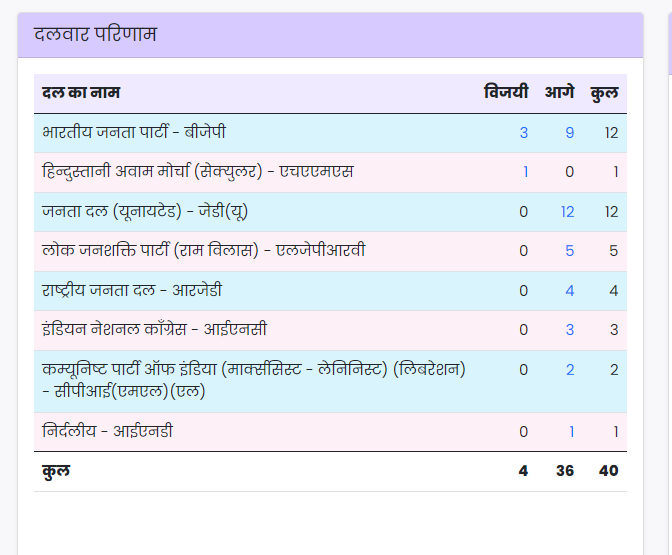 दलवार परिणाम
दल का नाम विजयी आगे कुल
भारतीय जनता पार्टी - बीजेपी 3 9 12
हिन्दुस्तानी अवाम मोर्चा (सेक्युलर) - एचएएमएस 1 0 1
जनता दल (यूनायटेड) - जेडी(यू) 0 12 12
लोक जनशक्ति पार्टी (राम विलास) - एलजेपीआरवी 0 5 5
राष्ट्रीय जनता दल - आरजेडी 0 4 4
इंडियन नेशनल काँग्रेस - आईएनसी 0 3 3
कम्यूनिष्ट पार्टी ऑफ इंडिया (मार्क्ससिस्ट - लेनिनिस्ट) (लिबरेशन) 0 2 2
- सीपीआई(एमएल)(एल)
निर्दलीय - आईएनडी 0 1 1
कुल 4 36 40